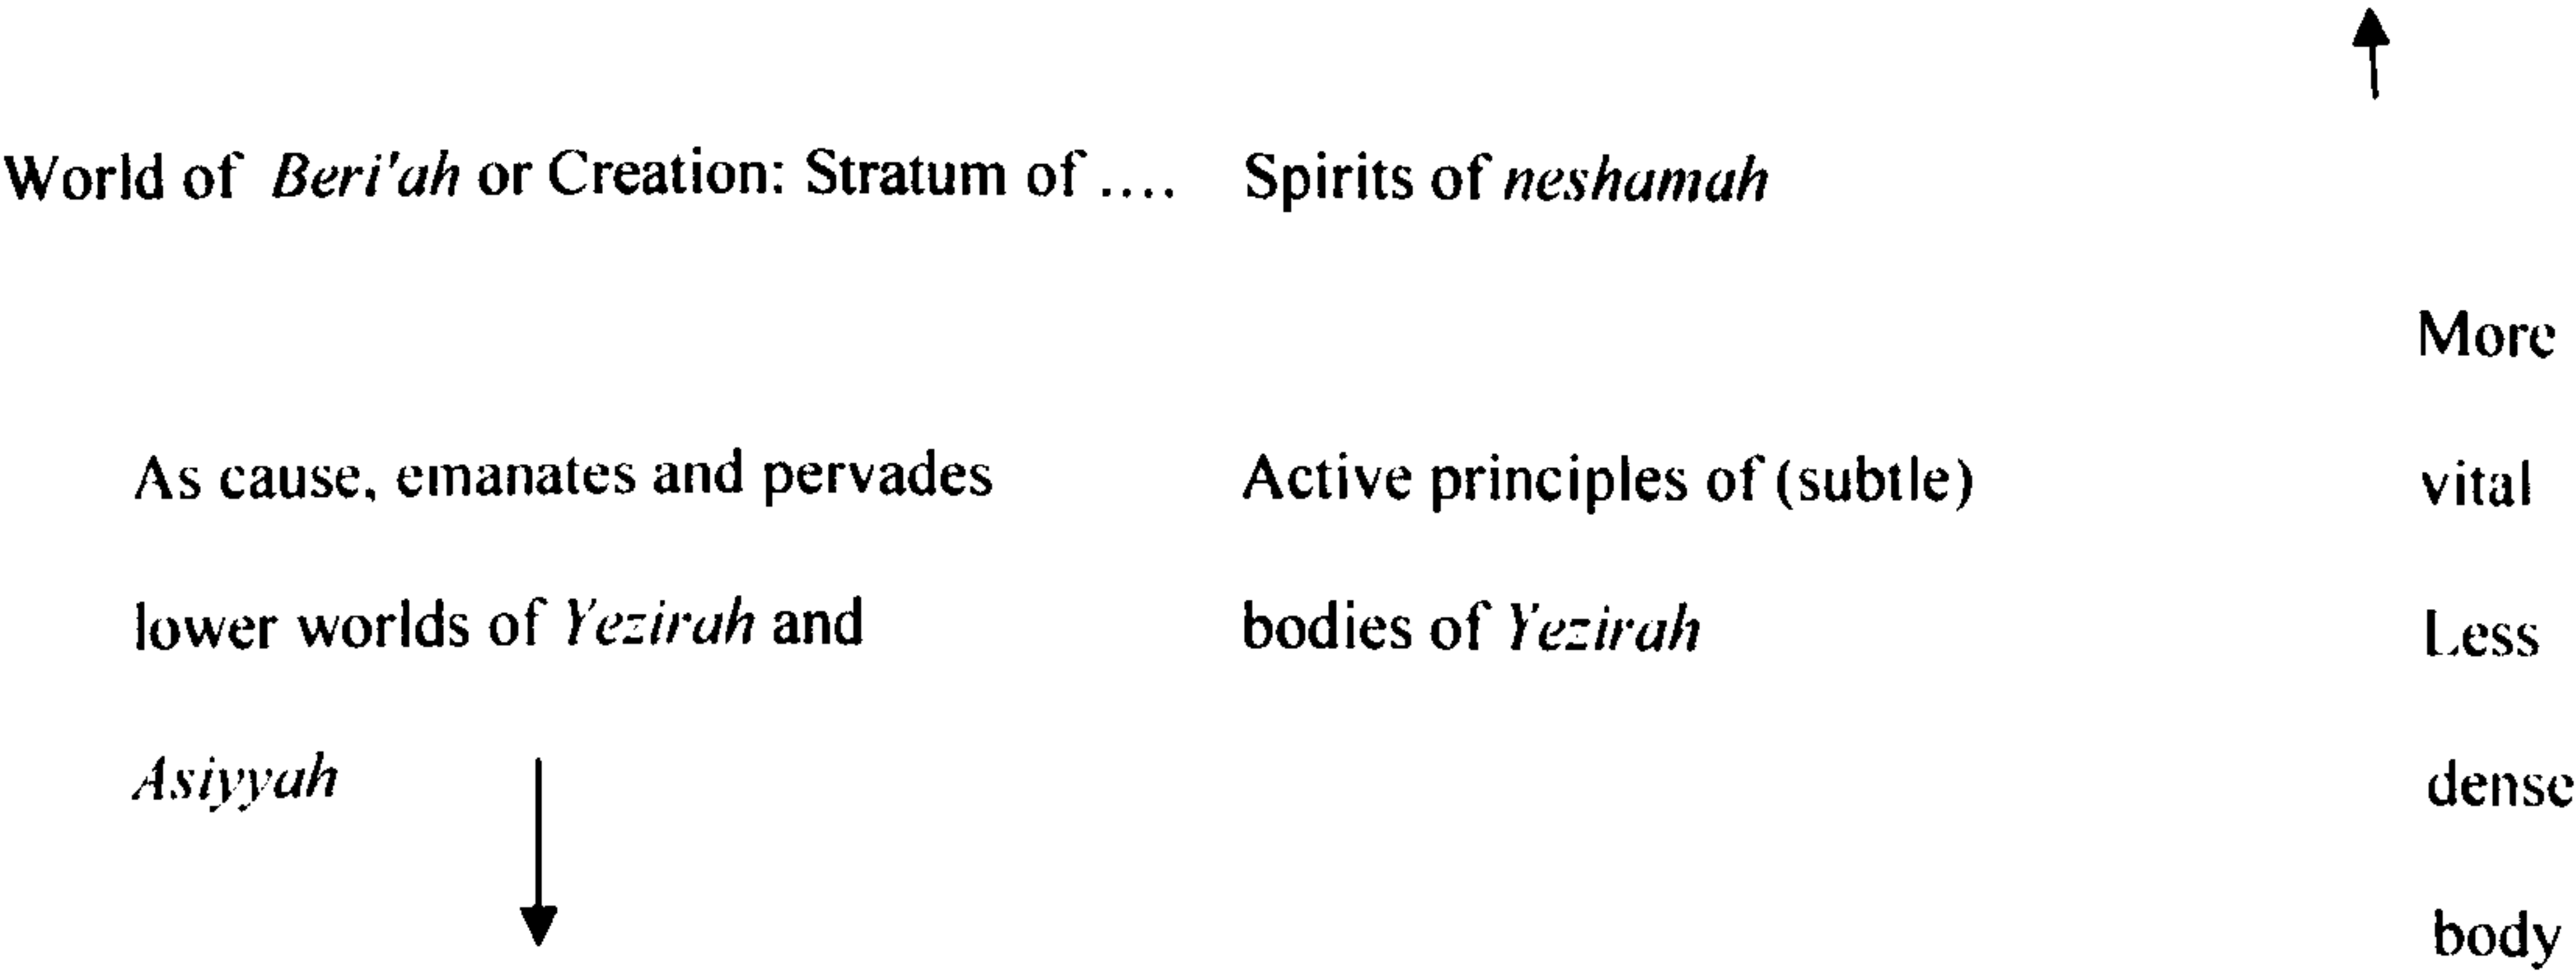 World of Beri'ah or Creation: Stratum of .... Spirits of neshamah
More
As cause, emanates and pervades Active principles of (subtle) vital
lower worlds of Yezirah and bodies of Yezirah Less
Asiyyah dense
body